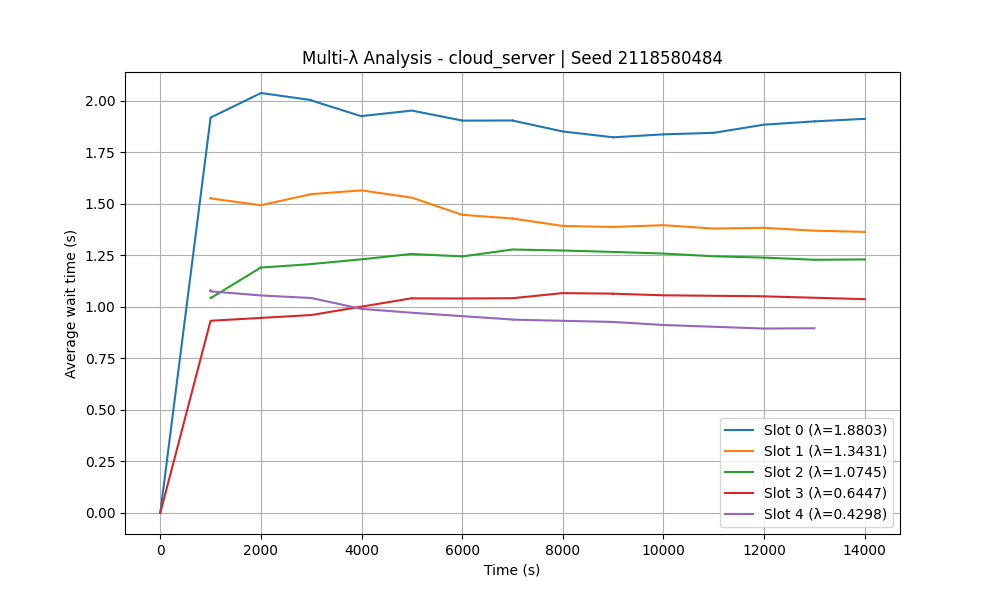 Multi-λ Analysis - cloud_server | Seed 2118580484
Average wait time (s)
2.00
1.75
1.50
1.25
1.00
0.75
0.50
0.25
0.00
Slot 0 (λ=1.8803)
Slot 1 (λ=1.3431)
Slot 2 (λ=1.0745)
Slot 3 (λ=0.6447)
Slot 4 (λ=0.4298)
0 2000 4000 6000 8000 10000 12000 14000
Time (s)